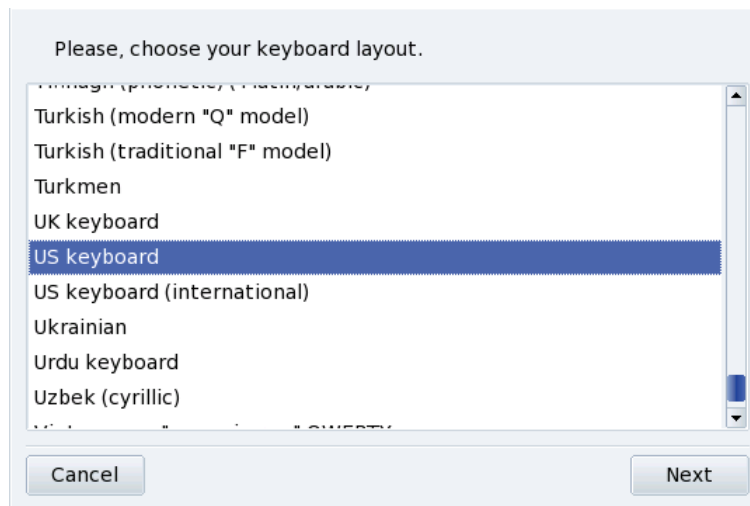 Please, choose your keyboard layout.
Turkish (modern "Q" model)
Turkish (traditional "F" model)
Turkmen
UK keyboard
US keyboard
US keyboard (international)
Ukrainian
Urdu keyboard
Uzbek (cyrillic)
QWERTY
Cancel
Next